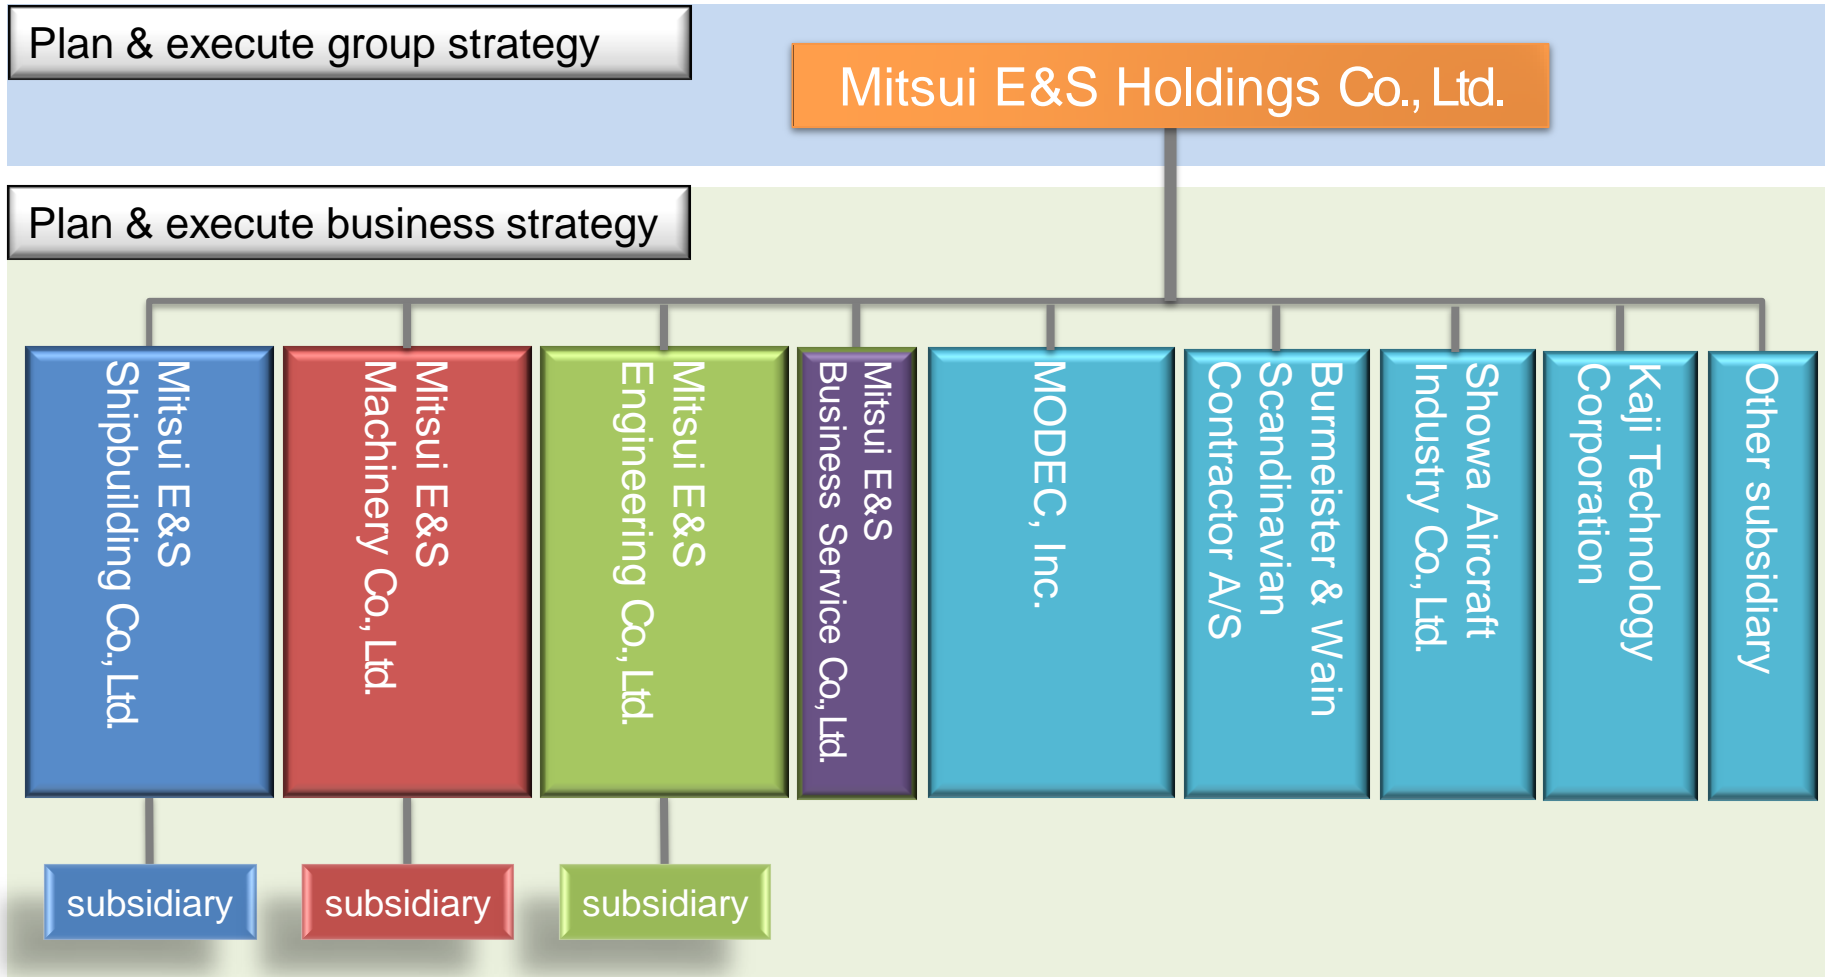 Plan & execute group strategy
Mitsui E&S Holdings Co., Ltd.
Plan & execute business strategy
Mitsui E&S
Shipbuilding Co., Ltd.
Mitsui E&S
Machinery Co., Ltd.
Mitsui E&S
Engineering Co., Ltd.
Mitsui E&S
Business Service Co., Ltd.
MODEC, Inc.
Burmeister & Wain
Scandinavian
Contractor A/S
Showa Aircraft
Industry Co., Ltd.
Kaji Technology
Corporation
Other subsidiary
subsidiary
subsidiary
subsidiary